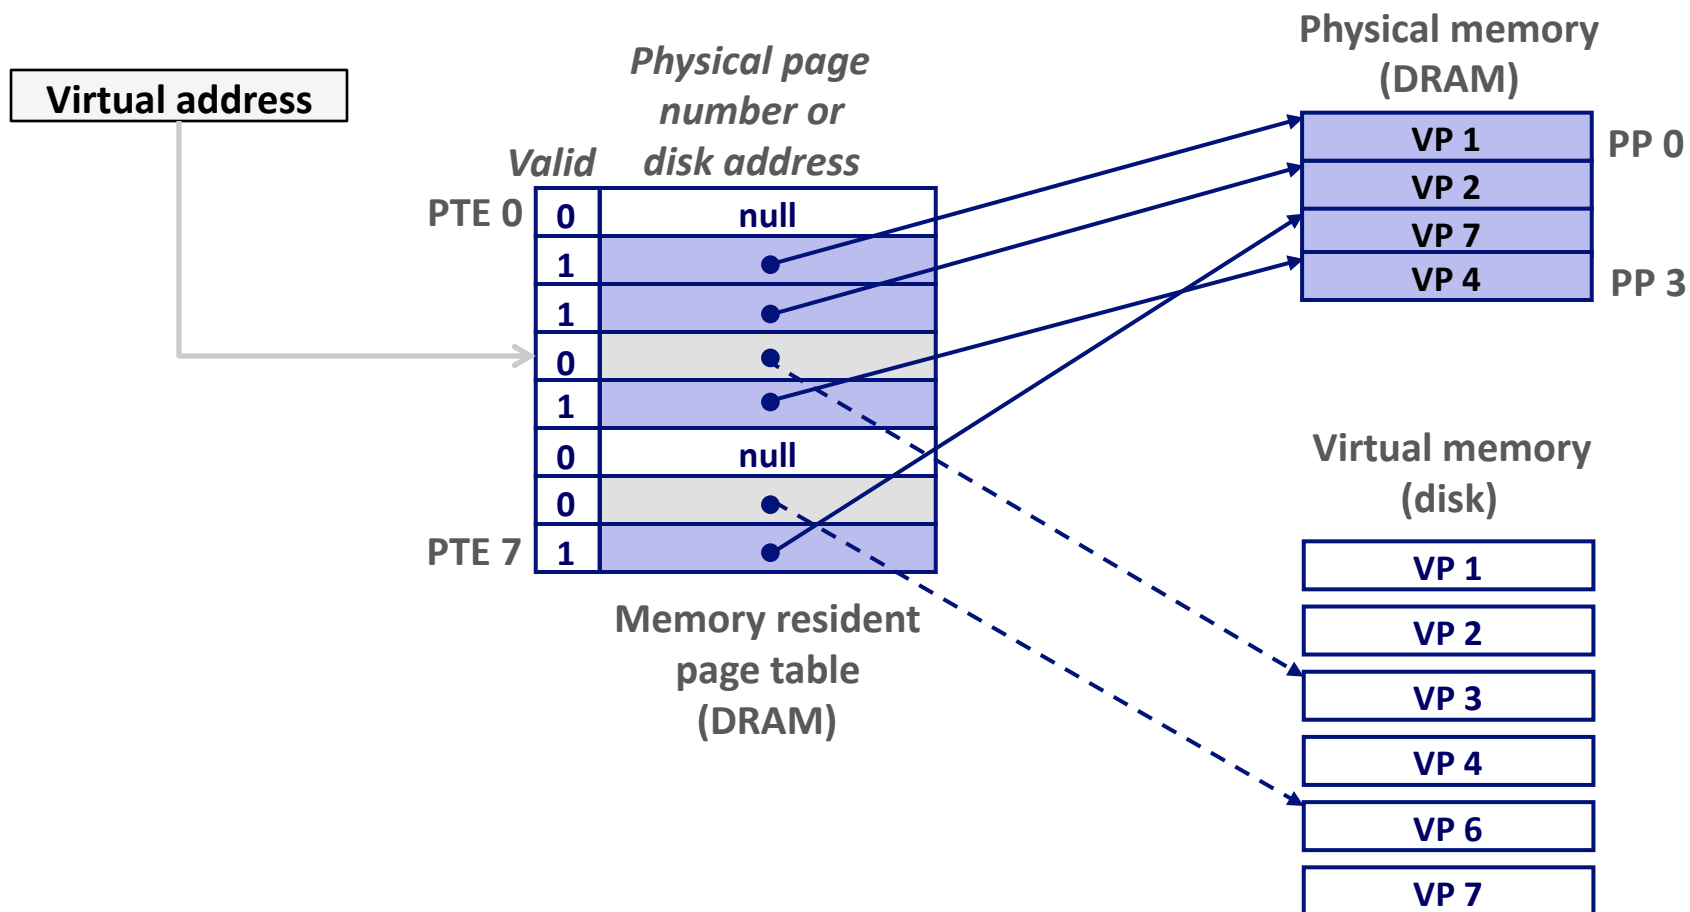 Virtual address
Physical page
number or
disk address
Valid
PTE 0
0
null
1
1
0
1
0
null
0
PTE 7
1
Memory resident
page table
(DRAM)
Physical memory
(DRAM)
VP 1
PP 0
VP 2
VP 7
VP 4
PP 3
Virtual memory
(disk)
VP 1
VP 2
VP 3
VP 4
VP 6
VP 7